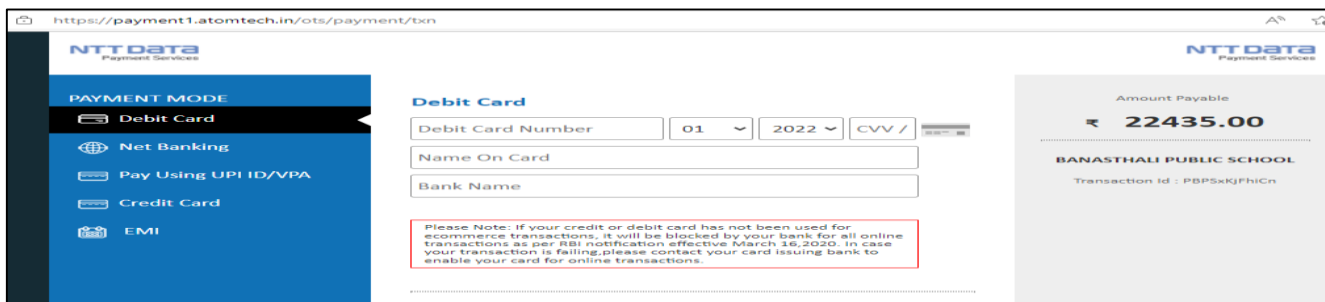 https://payment1.atomtech.in/ots/payment/txn
NTT DATA
Payment Services
NTT DATA
Payment Services
PAYMENT MODE
Debit Card
Net Banking
Pay Using UPI ID/VPA
Credit Card
EMI
Debit Card
Debit Card Number 01 2022 CVV /
Name On Card
Bank Name
Please Note: If your credit or debit card has not been used for
ecommerce transactions, it will be blocked by your bank for all online
transactions as per RBI notification effective March 16,2020. In case
your transaction is failing,please contact your card issuing bank to
enable your card for online transactions.
Amount Payable
₹ 22435.00
BANASTHALI PUBLIC SCHOOL
Transaction Id : PBPSxKjFhiCn